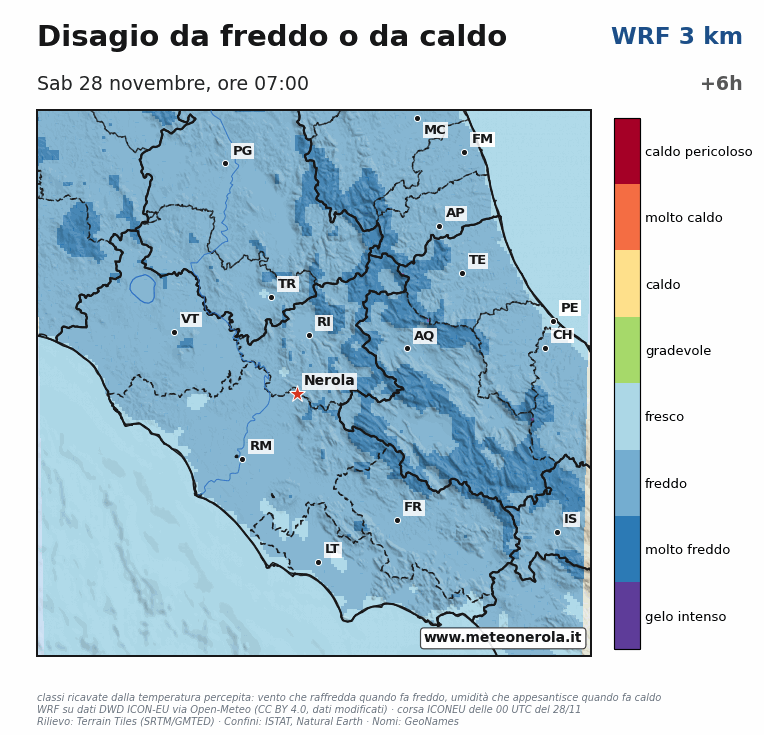 Disagio da freddo o da caldo
WRF 3 km
Sab 28 novembre, ore 07:00
+6h
MC
FM
PG
AP
TE
TR
PE
VT
RI
AQ
CH
Nerola
RM
FR
IS
LT
www.meteonerola.it
caldo pericoloso
molto caldo
caldo
gradevole
fresco
freddo
molto freddo
gelo intenso
classi ricavate dalla temperatura percepita: vento che raffredda quando fa freddo, umidità che appesantisce quando fa caldo
WRF su dati DWD ICON-EU via Open-Meteo (CC BY 4.0, dati modificati) · corsa ICONEU delle 00 UTC del 28/11
Rilievo: Terrain Tiles (SRTM/GMTED) · Confini: ISTAT, Natural Earth · Nomi: GeoNames